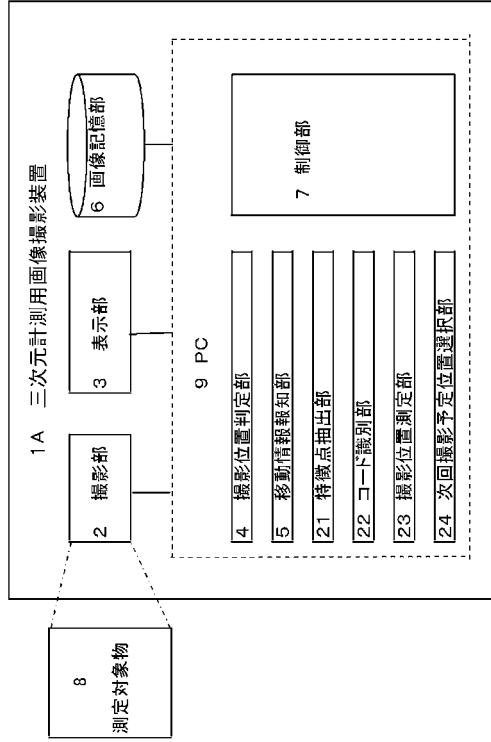 1A 三次元計測用画像撮影装置
8
測定対象物
2 撮影部
3 表示部
6 画像記憶部
9 PC
4 撮影位置判定部
5 移動情報報知部
21 特徴点抽出部
22 コード識別部
23 撮影位置測定部
24 次回撮影予定位置選択部
7 制御部